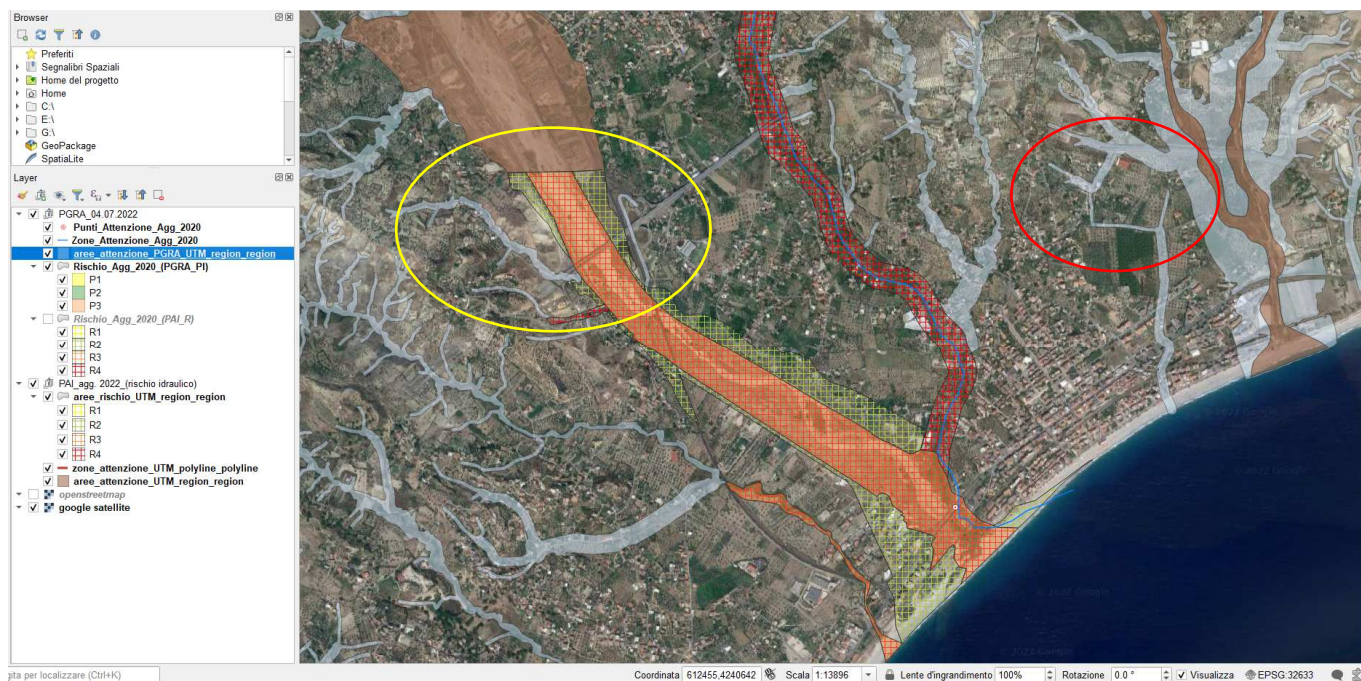 Browser
Preferiti
Segnalibri Spaziali
Home del progetto
Home
C:\
E:\
G:\
GeoPackage
SpatiaLite
Layer
PGRA_04.07.2022
Punti_Attenzione_Agg_2020
Zone_Attenzione_Agg_2020
aree_attenzione_PGRA_UTM_region_region
Rischio_Agg_2020_(PGRA_PI)
P1
P2
P3
Rischio_Agg_2020_(PAI_R)
R1
R2
R3
R4
PAI_agg. 2022_(rischio idraulico)
aree_rischio_UTM_region_region
R1
R2
R3
R4
zone_attenzione_UTM_polyline_polyline
aree_attenzione_UTM_region_region
openstreetmap
google satellite
gita per localizzare (Ctrl+K) Coordinata 612455,4240642 Scala 1:13896 Lente d'ingrandimento 100% Rotazione 0.0 ° Visualizza EPSG:32633